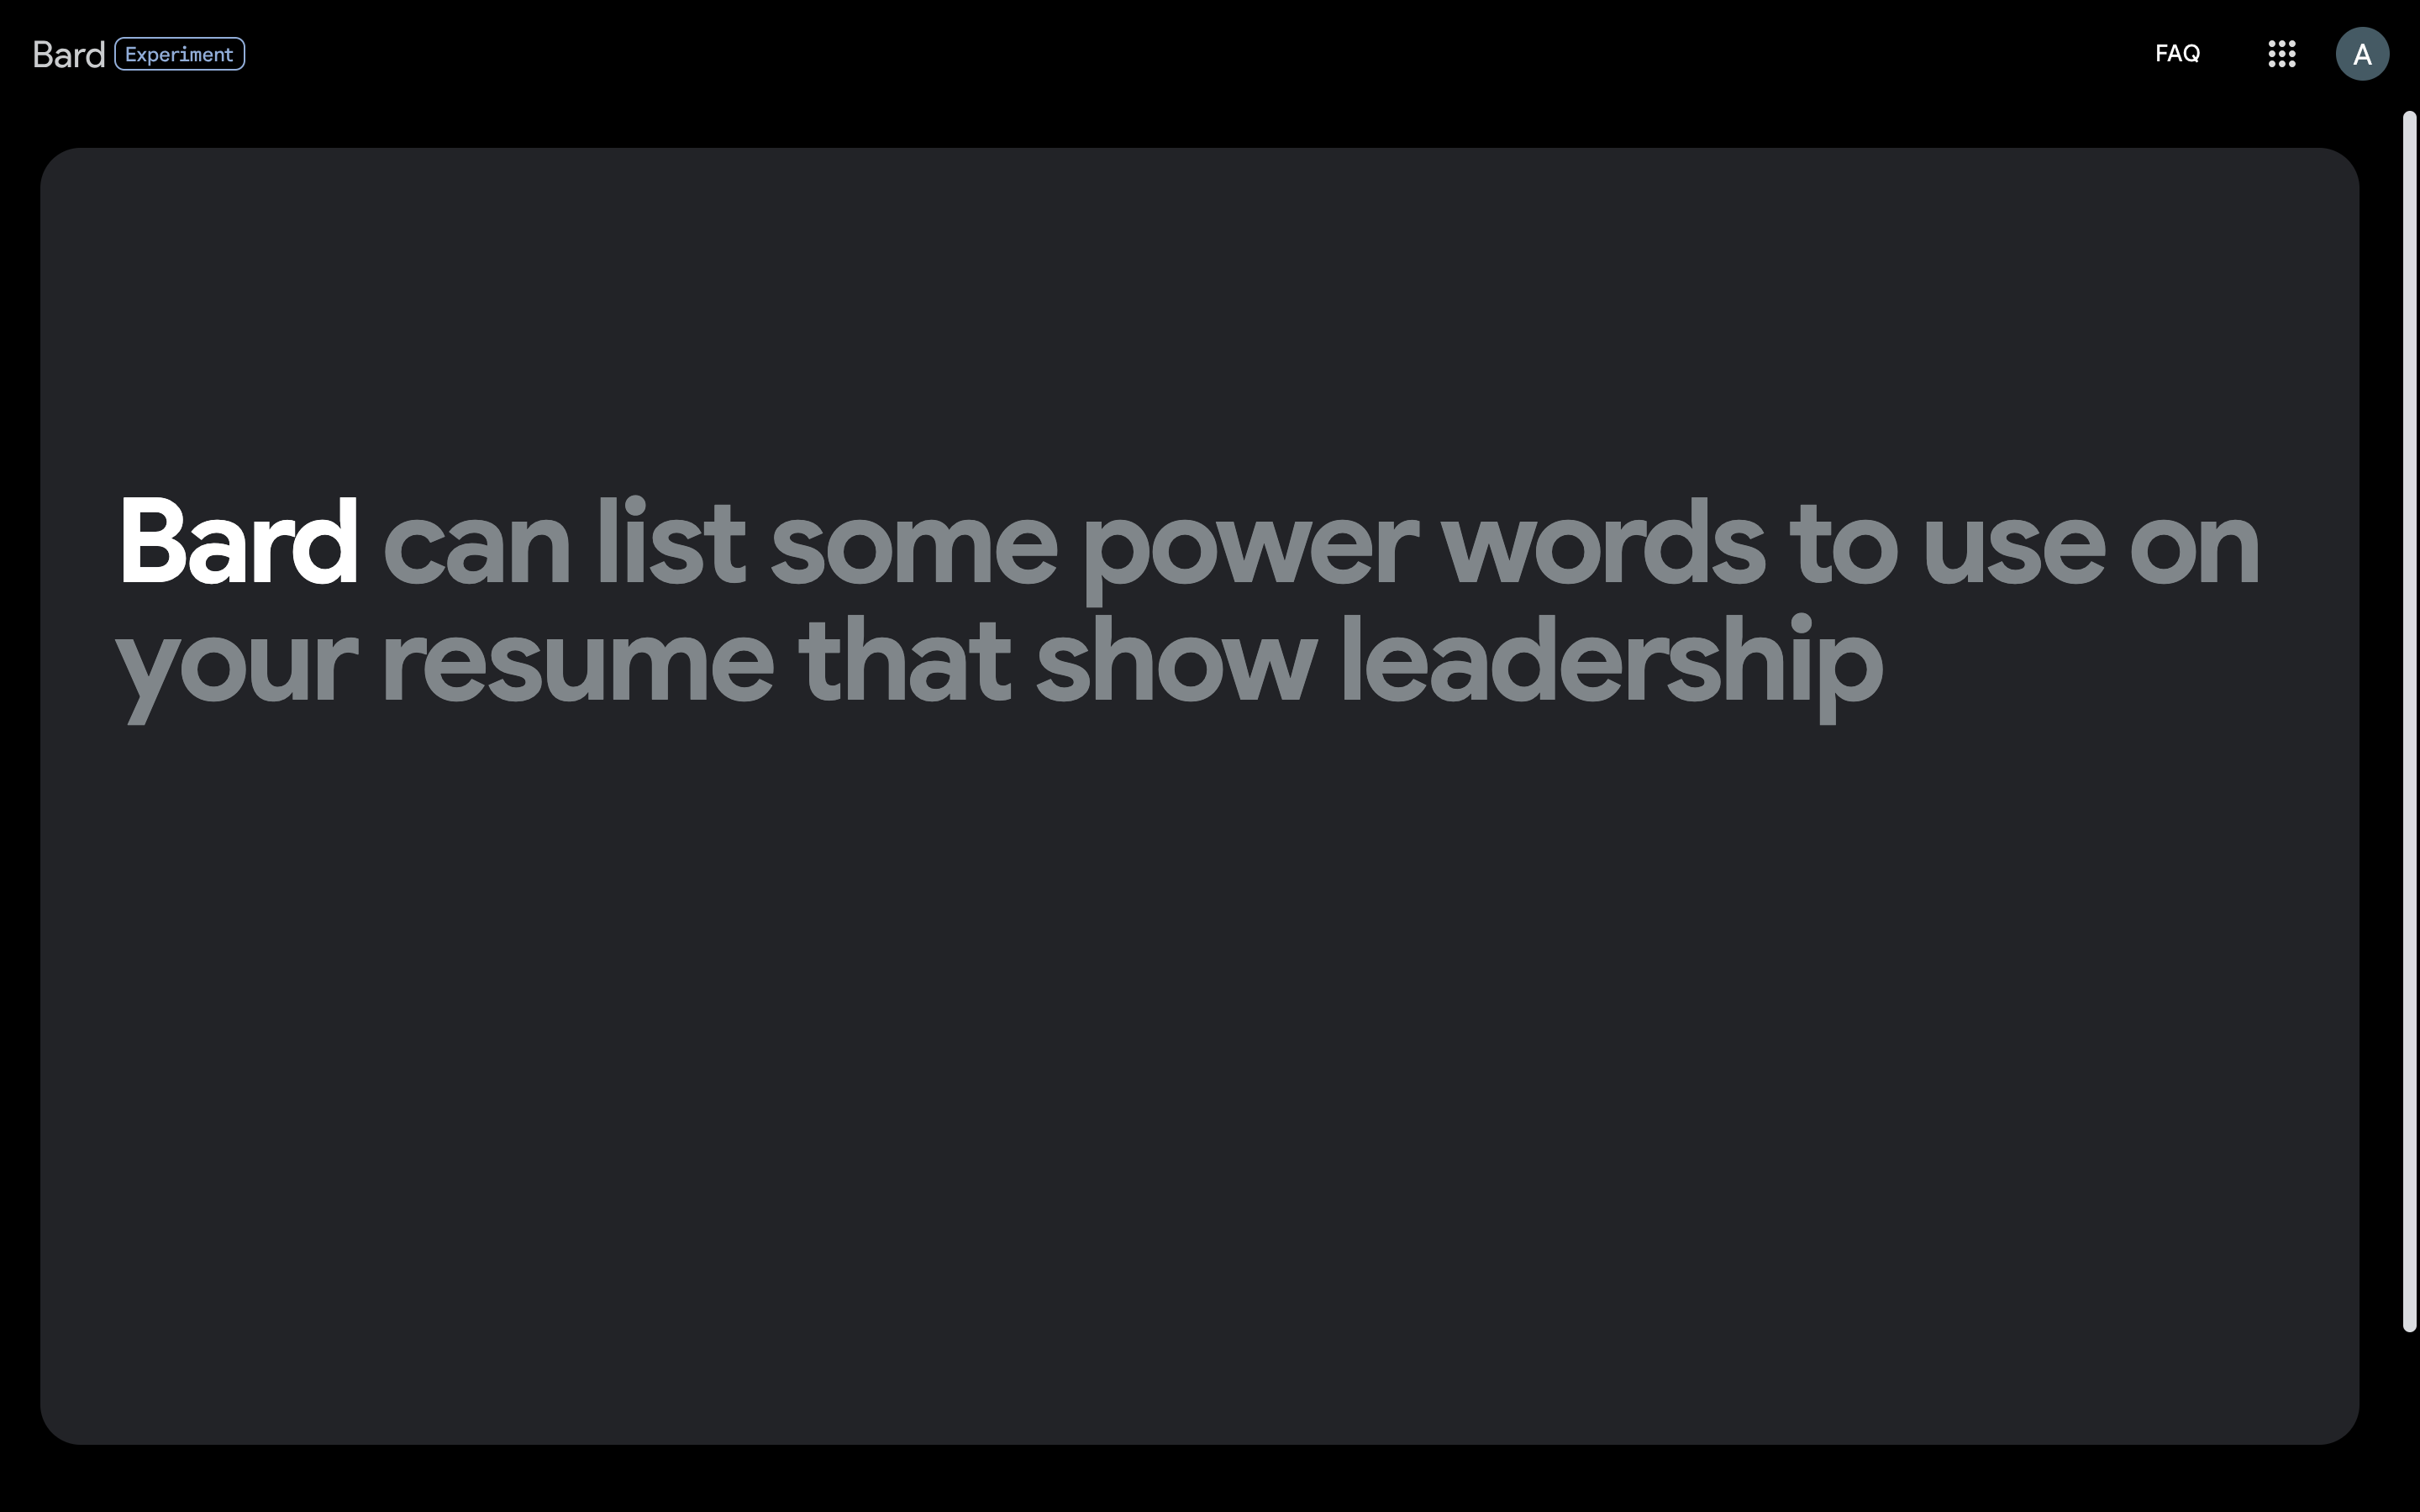 Bard Experiment
FAQ
A
Bard can list some power words to use on
your resume that show leadership